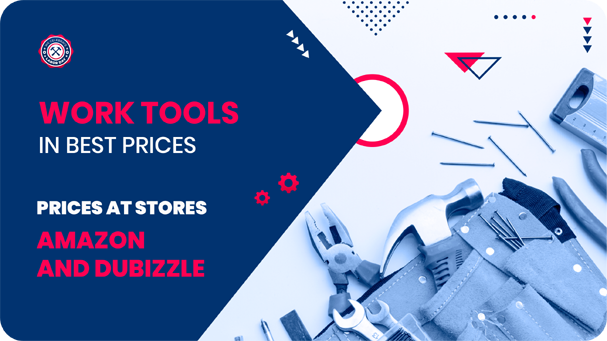 WORK TOOLS
IN BEST PRICES
PRICES AT STORES
AMAZON
AND DUBIZZLE